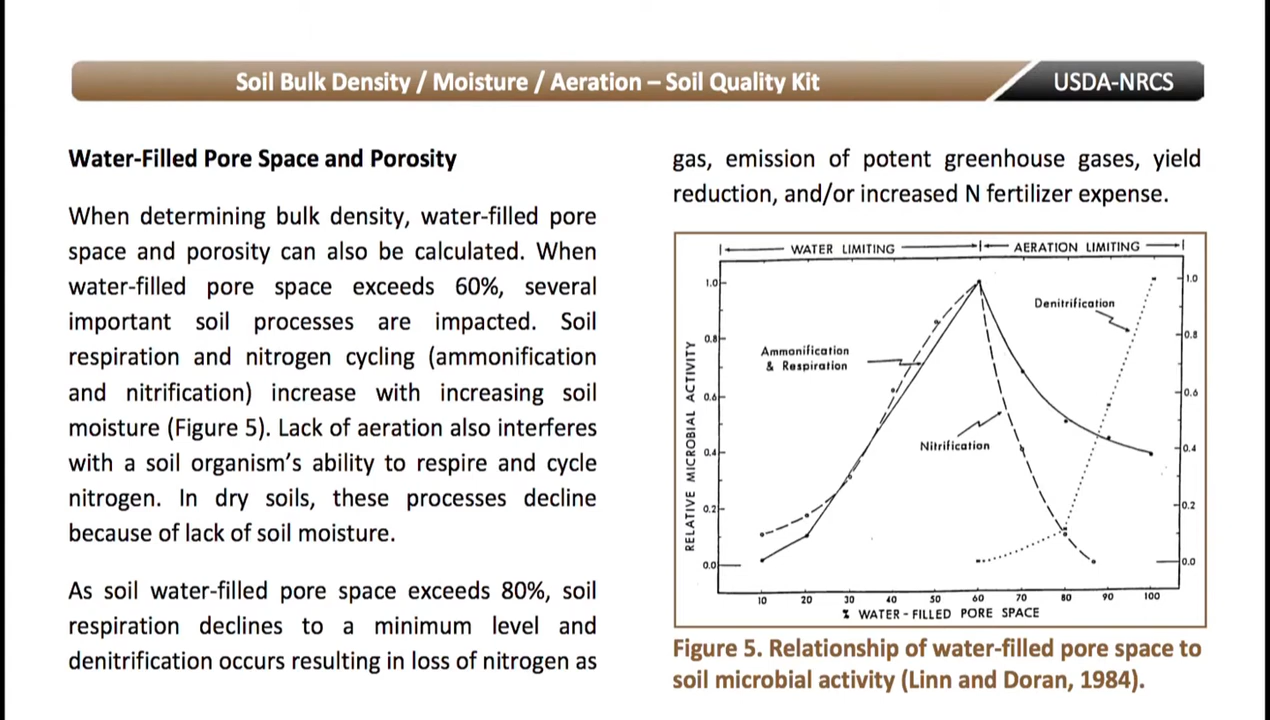 Soil Bulk Density / Moisture / Aeration – Soil Quality Kit
USDA-NRCS
Water-Filled Pore Space and Porosity
When determining bulk density, water-filled pore
space and porosity can also be calculated. When
water-filled pore space exceeds 60%, several
important soil processes are impacted. Soil
respiration and nitrogen cycling (ammonification
and nitrification) increase with increasing soil
moisture (Figure 5). Lack of aeration also interferes
with a soil organism's ability to respire and cycle
nitrogen. In dry soils, these processes decline
because of lack of soil moisture.
As soil water-filled pore space exceeds 80%, soil
respiration declines to a minimum level and
denitrification occurs resulting in loss of nitrogen as
gas, emission of potent greenhouse gases, yield
reduction, and/or increased N fertilizer expense.
WATER LIMITING
AERATION LIMITING
RELATIVE MICROBIAL ACTIVITY
1.0
0.8
0.6
0.4
0.2
0.0
Ammonification
& Respiration
Nitrification
Denitrification
1.0
0.8
0.6
0.4
0.2
0.0
10 20 30 40 50 60 70 80 90 100
% WATER - FILLED PORE SPACE
Figure 5. Relationship of water-filled pore space to
soil microbial activity (Linn and Doran, 1984).